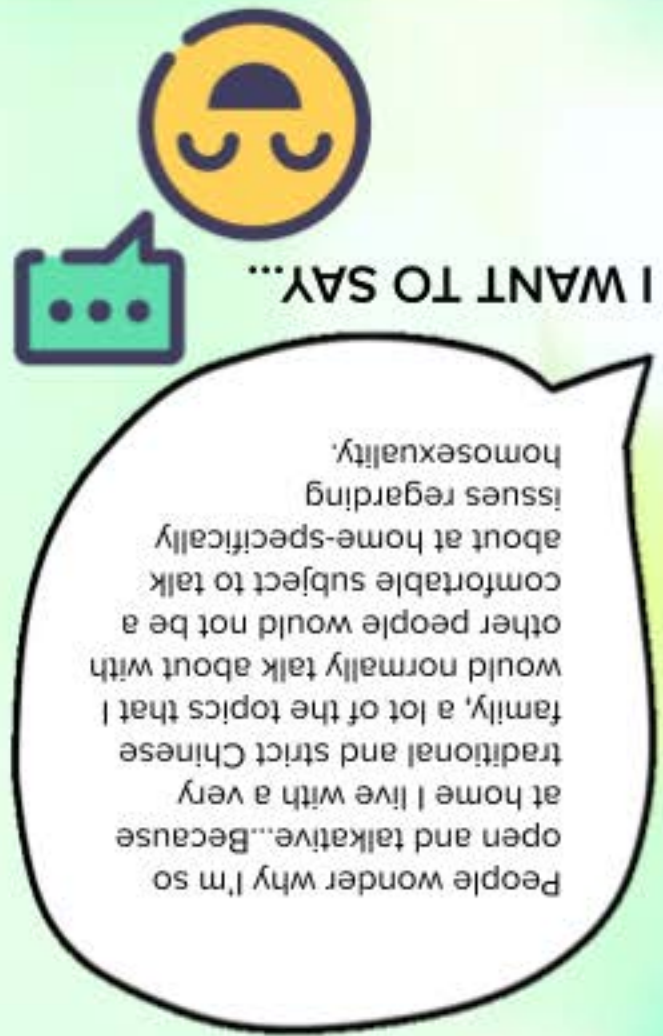 People wonder why I'm so
open and talkative...Because
at home I live with a very
traditional and strict Chinese
family, a lot of the topics that I
would normally talk about with
other people would not be a
comfortable subject to talk
about at home-specifically
issues regarding
homosexuality.
I WANT TO SAY...